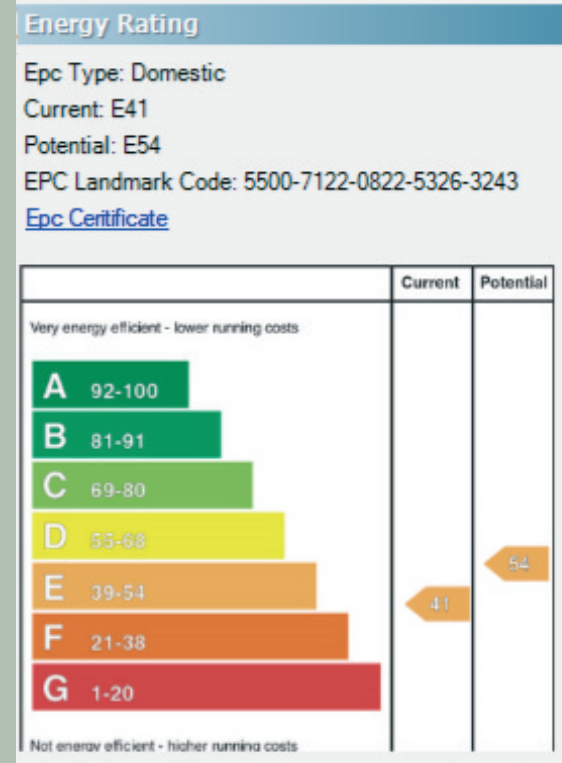 Energy Rating
Epc Type: Domestic
Current: E41
Potential: E54
EPC Landmark Code: 5500-7122-0822-5326-3243
Epc Ceritificate
Current Potential
Very energy efficient - lower running costs
A 92-100
B 81-91
C 69-80
D 55-68
E 39-54
F 21-38
G 1-20
41
54
Not energy efficient - higher running costs